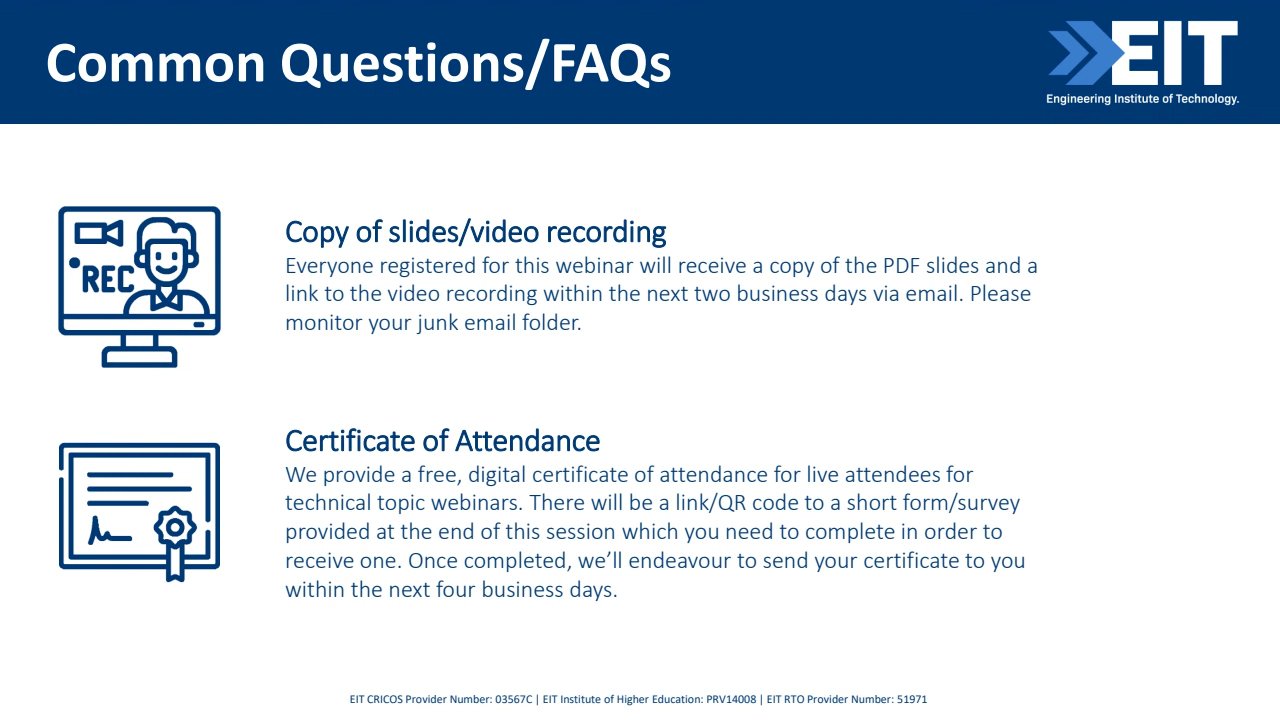 Common Questions/FAQs
EIT
Engineering Institute of Technology.
REC
Copy of slides/video recording
Everyone registered for this webinar will receive a copy of the PDF slides and a
link to the video recording within the next two business days via email. Please
monitor your junk email folder.
Certificate of Attendance
We provide a free, digital certificate of attendance for live attendees for
technical topic webinars. There will be a link/QR code to a short form/survey
provided at the end of this session which you need to complete in order to
receive one. Once completed, we’ll endeavour to send your certificate to you
within the next four business days.
EIT CRICOS Provider Number: 03567C | EIT Institute of Higher Education: PRV14008 | EIT RTO Provider Number: 51971